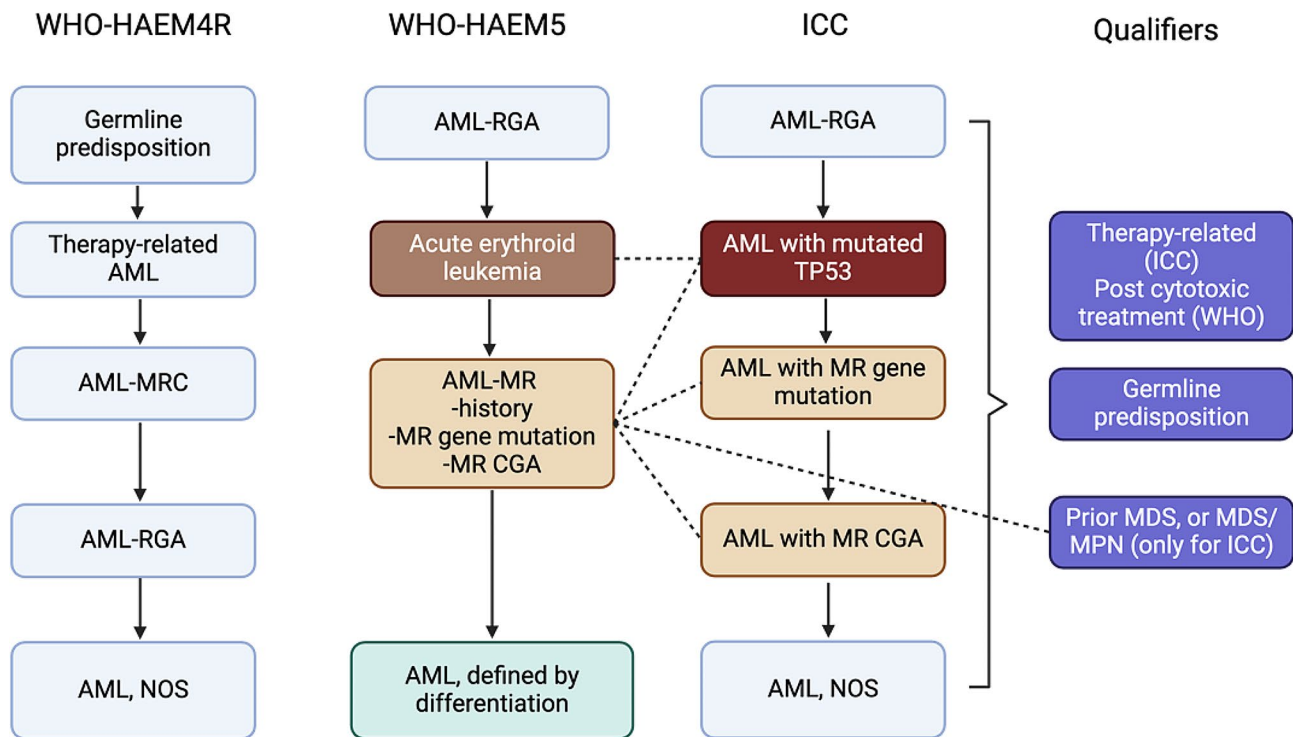 WHO-HAEM4R
Germline
predisposition
Therapy-related
AML
AML-MRC
AML-RGA
AML, NOS
WHO-HAEM5
AML-RGA
Acute erythroid
leukemia
AML-MR
-history
-MR gene mutation
-MR CGA
AML, defined by
differentiation
ICC
AML-RGA
AML with mutated
TP53
AML with MR gene
mutation
AML with MR CGA
AML, NOS
Qualifiers
Therapy-related
(ICC)
Post cytotoxic
treatment (WHO)
Germline
predisposition
Prior MDS, or MDS/
MPN (only for ICC)